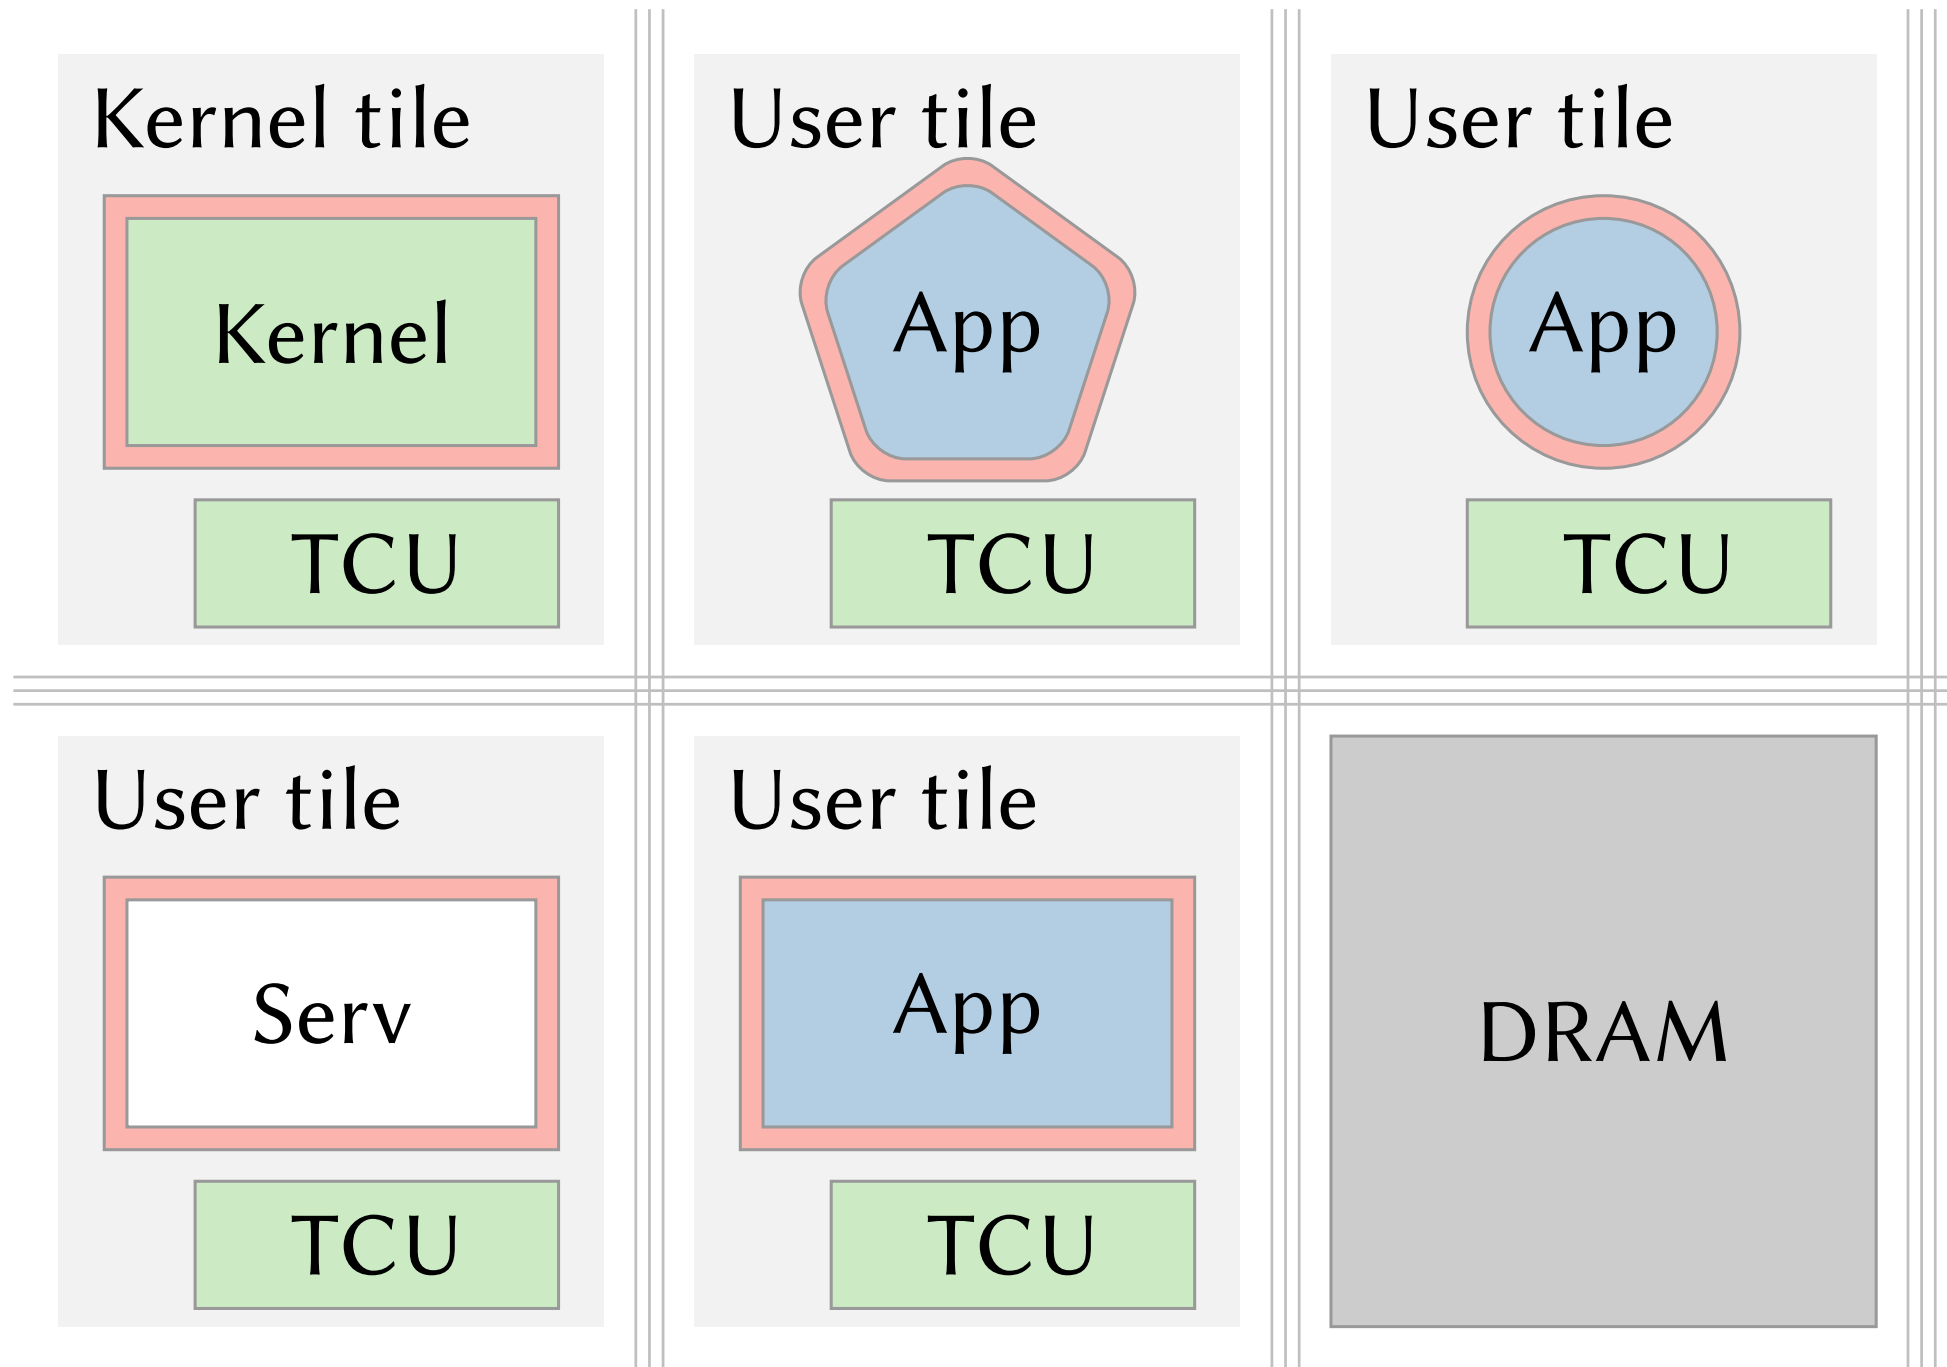 Kernel tile
Kernel
TCU
User tile
App
TCU
User tile
App
TCU
User tile
Serv
TCU
User tile
App
TCU
DRAM